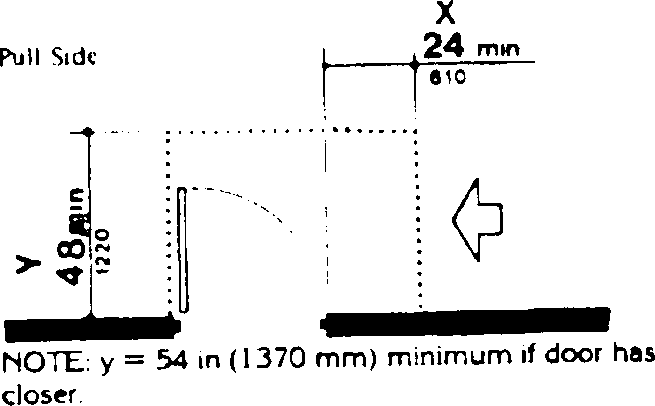 X
24 min
610
Pull Side
Y
48 min
1220
NOTE: y = 54 in (1370 mm) minimum if door has
closer.